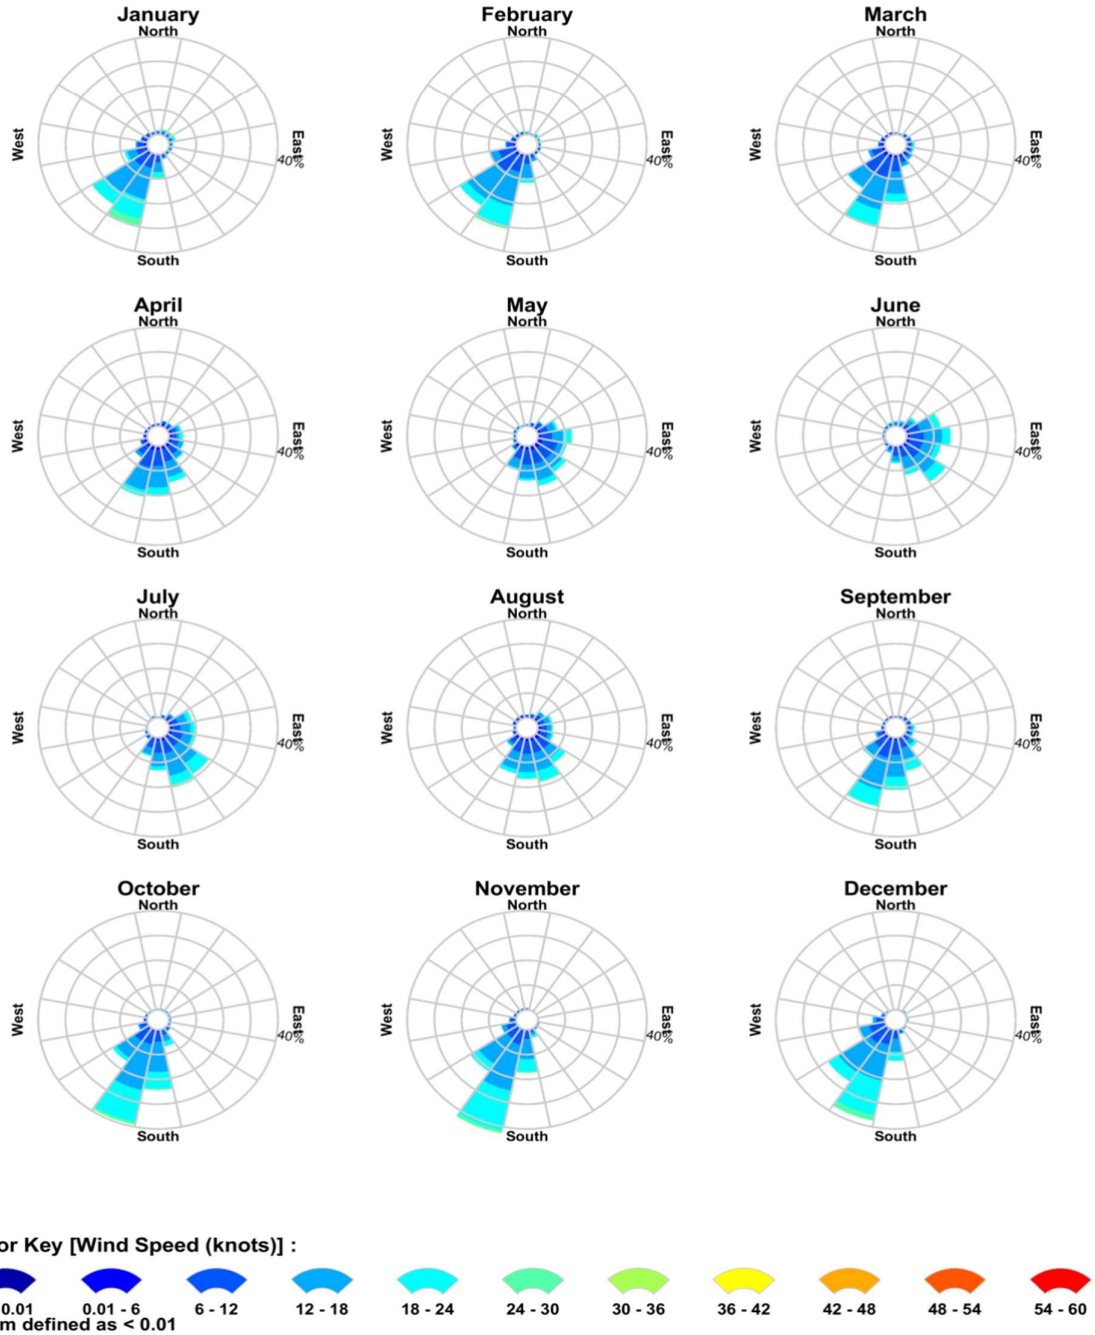 January February March
North North North
West East 40% West East 40% West East 40%
South South South
April May June
North North North
West East 40% West East 40% West East 40%
South South South
July August September
North North North
West East 40% West East 40% West East 40%
South South South
October November December
North North North
West East 40% West East 40% West East 40%
South South South
or Key [Wind Speed (knots)] :
0.01 0.01 - 6 6 - 12 12 - 18 18 - 24 24 - 30 30 - 36 36 - 42 42 - 48 48 - 54 54 - 60
m defined as < 0.01